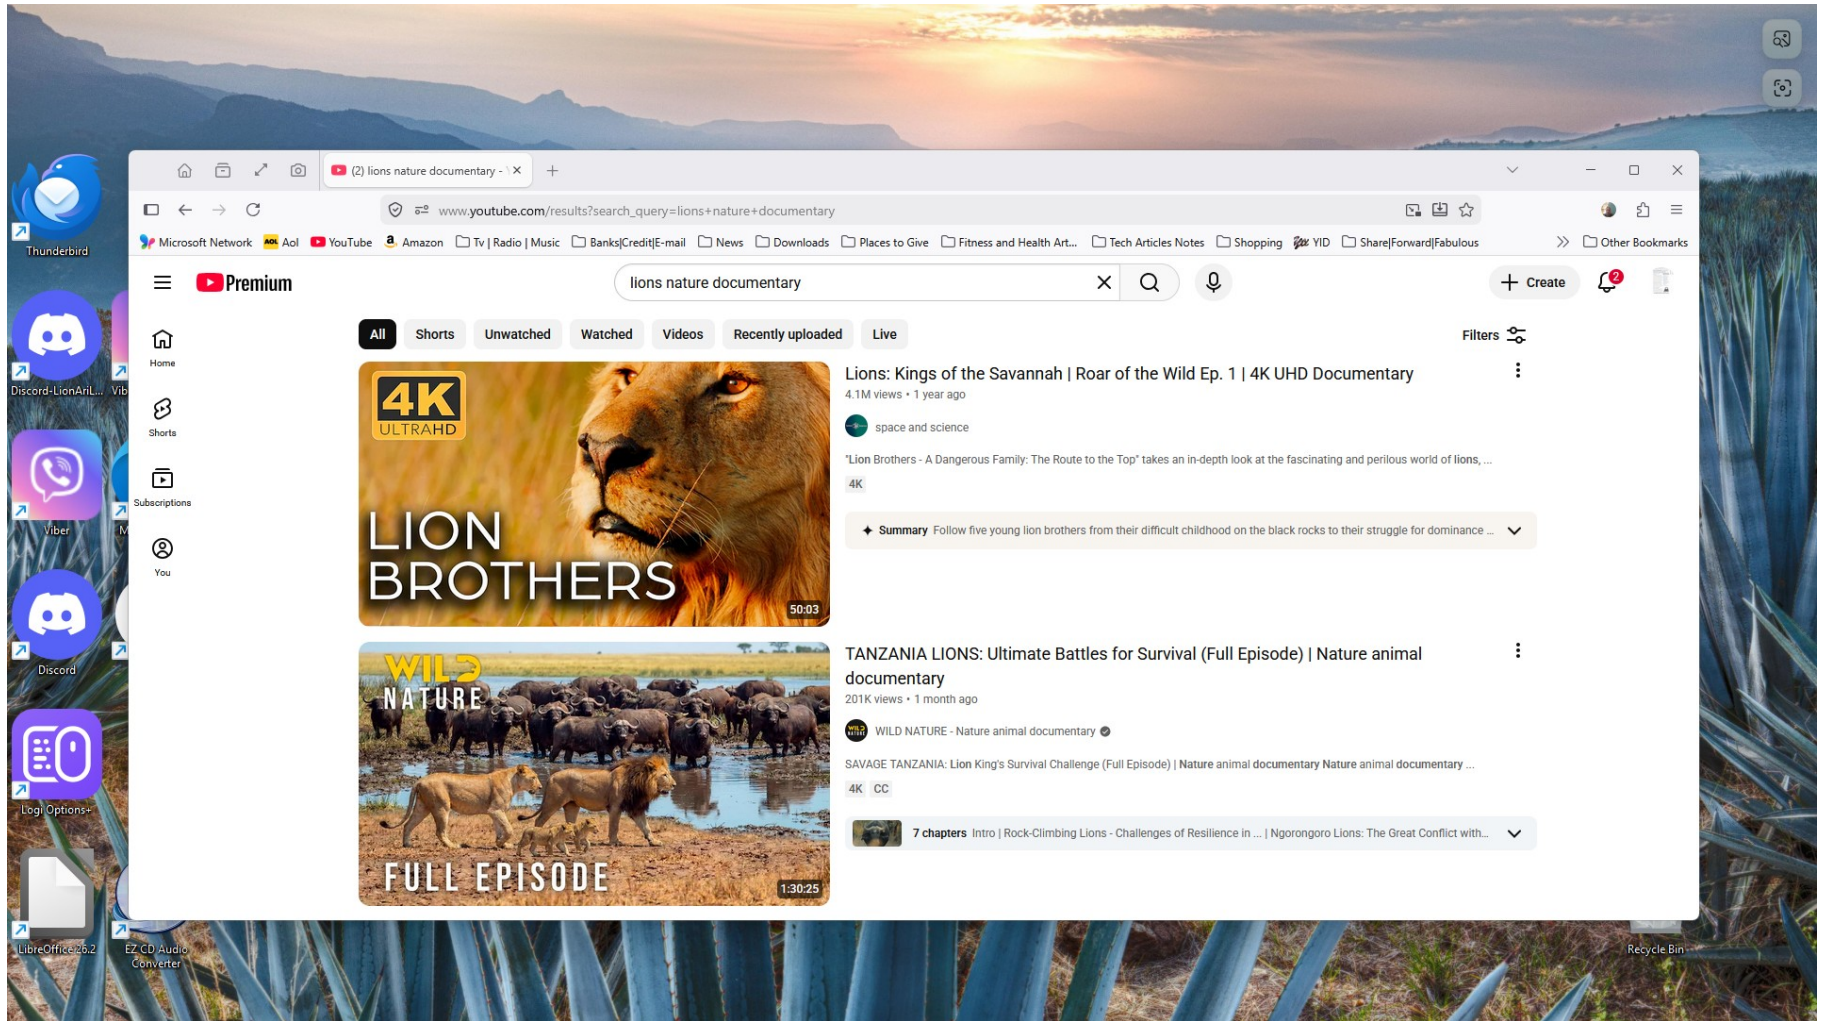 (2) lions nature documentary -
www.youtube.com/results?search_query=lions+nature+documentary
Microsoft Network
Aol
YouTube
Amazon
Tv | Radio | Music
Banks|Credit|E-mail
News
Downloads
Places to Give
Fitness and Health Art...
Tech Articles Notes
Shopping
YID
Share|Forward|Fabulous
Other Bookmarks
Premium
lions nature documentary
Create
2
Home
Shorts
Subscriptions
You
All
Shorts
Unwatched
Watched
Videos
Recently uploaded
Live
Filters
4K
ULTRAHD
LION
BROTHERS
50:03
Lions: Kings of the Savannah | Roar of the Wild Ep. 1 | 4K UHD Documentary
4.1M views • 1 year ago
space and science
"Lion Brothers - A Dangerous Family: The Route to the Top" takes an in-depth look at the fascinating and perilous world of lions, ...
4K
Summary Follow five young lion brothers from their difficult childhood on the black rocks to their struggle for dominance ...
WILD
NATURE
FULL EPISODE
1:30:25
TANZANIA LIONS: Ultimate Battles for Survival (Full Episode) | Nature animal
documentary
201K views • 1 month ago
WILD NATURE - Nature animal documentary
SAVAGE TANZANIA: Lion King's Survival Challenge (Full Episode) | Nature animal documentary Nature animal documentary ...
4K CC
7 chapters Intro | Rock-Climbing Lions - Challenges of Resilience in ... | Ngorongoro Lions: The Great Conflict with...
Thunderbird
Discord-LionAriL...
Vib
Viber
M
Discord
Logi Options+
LibreOffice 26.2
EZ CD Audio
Converter
Recycle Bin